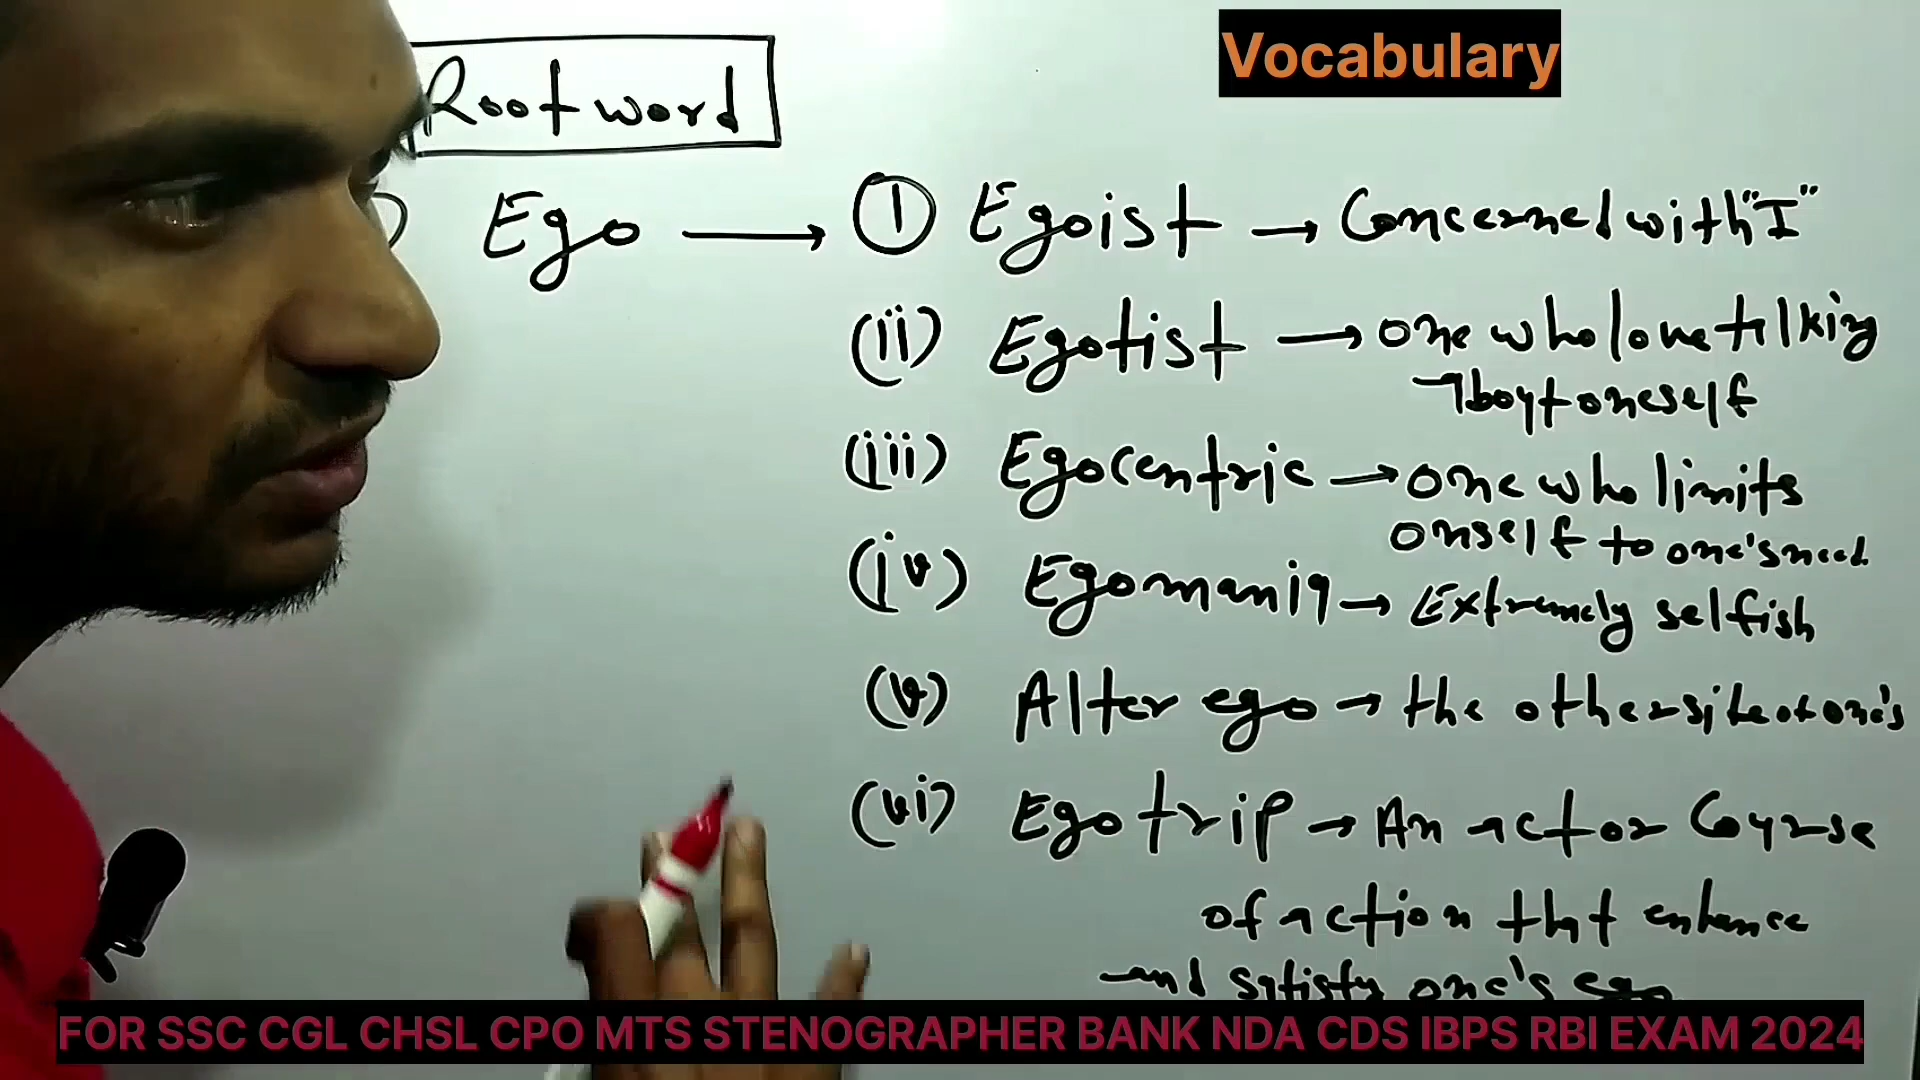 Vocabulary
Root word
Ego → ① Egoist → Concerned with "I"
(ii) Egotist → one who love talking
about oneself
(iii) Egocentric → one who limits
onself to one's need
(iv) Egomania → Extremely selfish
(v) Alter ego → the other side of one's
(vi) Ego trip → An act or Course
of action that enhance
and satisfy one's ego
FOR SSC CGL CHSL CPO MTS STENOGRAPHER BANK NDA CDS IBPS RBI EXAM 2024